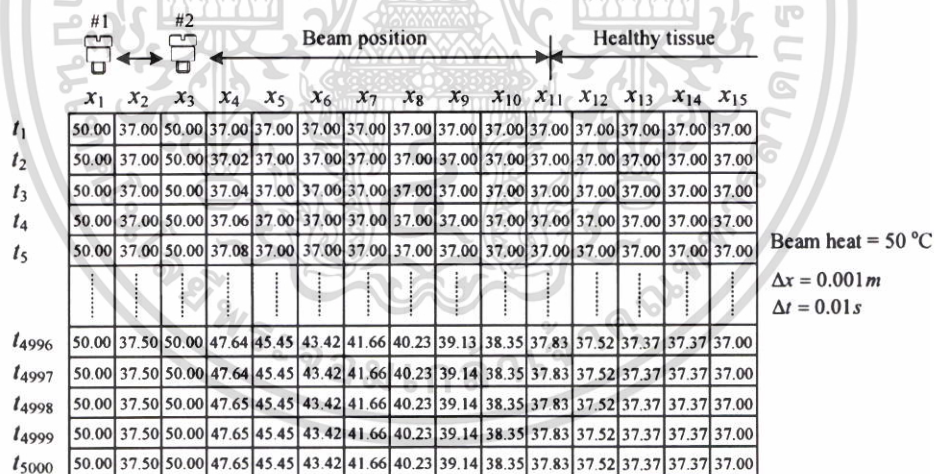 #1 #2
Beam position Healthy tissue
x1 x2 x3 x4 x5 x6 x7 x8 x9 x10 x11 x12 x13 x14 x15
t1 50.00 37.00 50.00 37.00 37.00 37.00 37.00 37.00 37.00 37.00 37.00 37.00 37.00 37.00 37.00
t2 50.00 37.00 50.00 37.02 37.00 37.00 37.00 37.00 37.00 37.00 37.00 37.00 37.00 37.00 37.00
t3 50.00 37.00 50.00 37.04 37.00 37.00 37.00 37.00 37.00 37.00 37.00 37.00 37.00 37.00 37.00
t4 50.00 37.00 50.00 37.06 37.00 37.00 37.00 37.00 37.00 37.00 37.00 37.00 37.00 37.00 37.00
t5 50.00 37.00 50.00 37.08 37.00 37.00 37.00 37.00 37.00 37.00 37.00 37.00 37.00 37.00 37.00
Beam heat = 50 °C
Δx = 0.001m
Δt = 0.01s
t4996 50.00 37.50 50.00 47.64 45.45 43.42 41.66 40.23 39.13 38.35 37.83 37.52 37.37 37.37 37.00
t4997 50.00 37.50 50.00 47.64 45.45 43.42 41.66 40.23 39.14 38.35 37.83 37.52 37.37 37.37 37.00
t4998 50.00 37.50 50.00 47.65 45.45 43.42 41.66 40.23 39.14 38.35 37.83 37.52 37.37 37.37 37.00
t4999 50.00 37.50 50.00 47.65 45.45 43.42 41.66 40.23 39.14 38.35 37.83 37.52 37.37 37.37 37.00
t5000 50.00 37.50 50.00 47.65 45.45 43.42 41.66 40.23 39.14 38.35 37.83 37.52 37.37 37.37 37.00